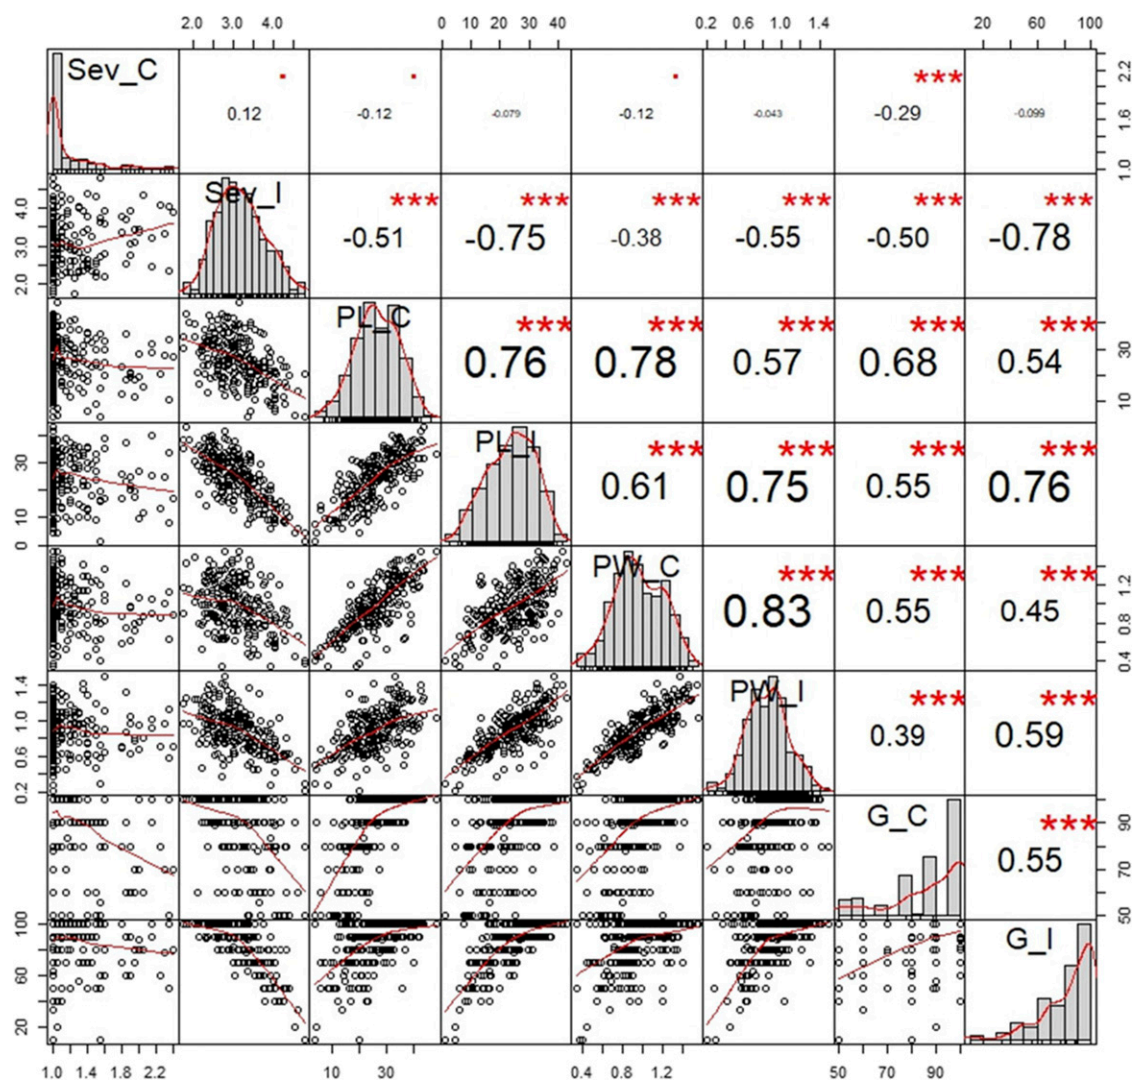 2.0 3.0 4.0 0 10 20 30 40 0.2 0.6 1.0 1.4 20 60 100
Sev_C 0.12 -0.12 -0.079 -0.12 -0.043 *** -0.29 -0.099 1.0 1.6 2.2
2.0 3.0 4.0 Sev_I *** -0.51 *** -0.75 *** -0.38 *** -0.55 *** -0.50 *** -0.78
PL_C *** 0.76 *** 0.78 *** 0.57 *** 0.68 *** 0.54 10 30
0 10 30 PL_I *** 0.61 *** 0.75 *** 0.55 *** 0.76
PW_C *** 0.83 *** 0.55 *** 0.45 0.4 0.8 1.2
0.2 0.6 1.0 1.4 PW_I *** 0.39 *** 0.59
G_C *** 0.55 50 70 90
20 60 100 G_I
1.0 1.4 1.8 2.2 10 30 0.4 0.8 1.2 50 70 90